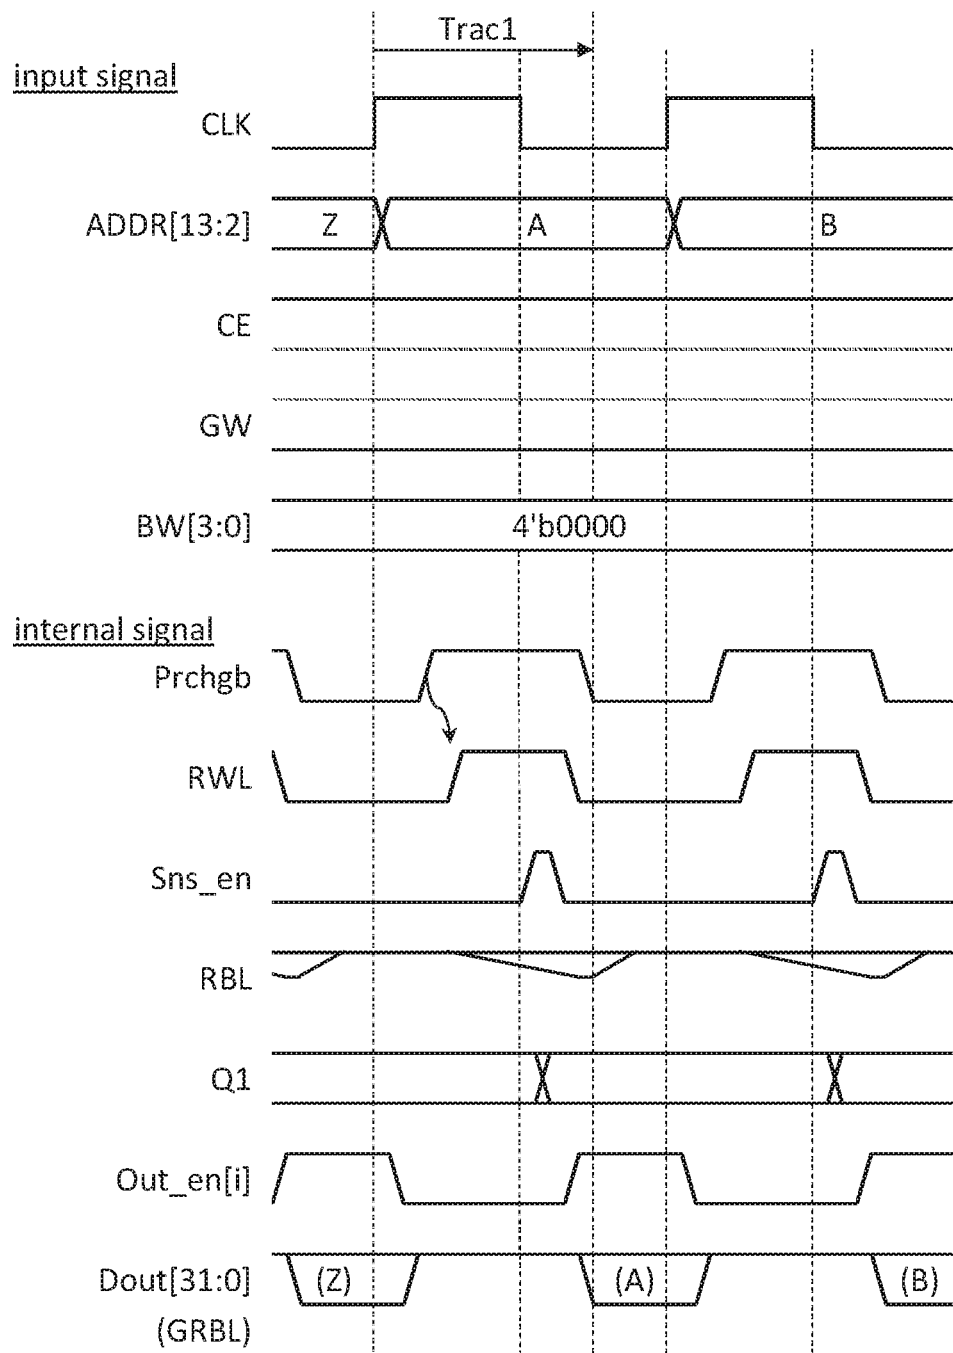 Trac1
input signal
CLK
ADDR[13:2] Z A B
CE
GW
BW[3:0] 4'b0000
internal signal
Prchgb
RWL
Sns_en
RBL
Q1
Out_en[i]
Dout[31:0] (Z) (A) (B)
(GRBL)